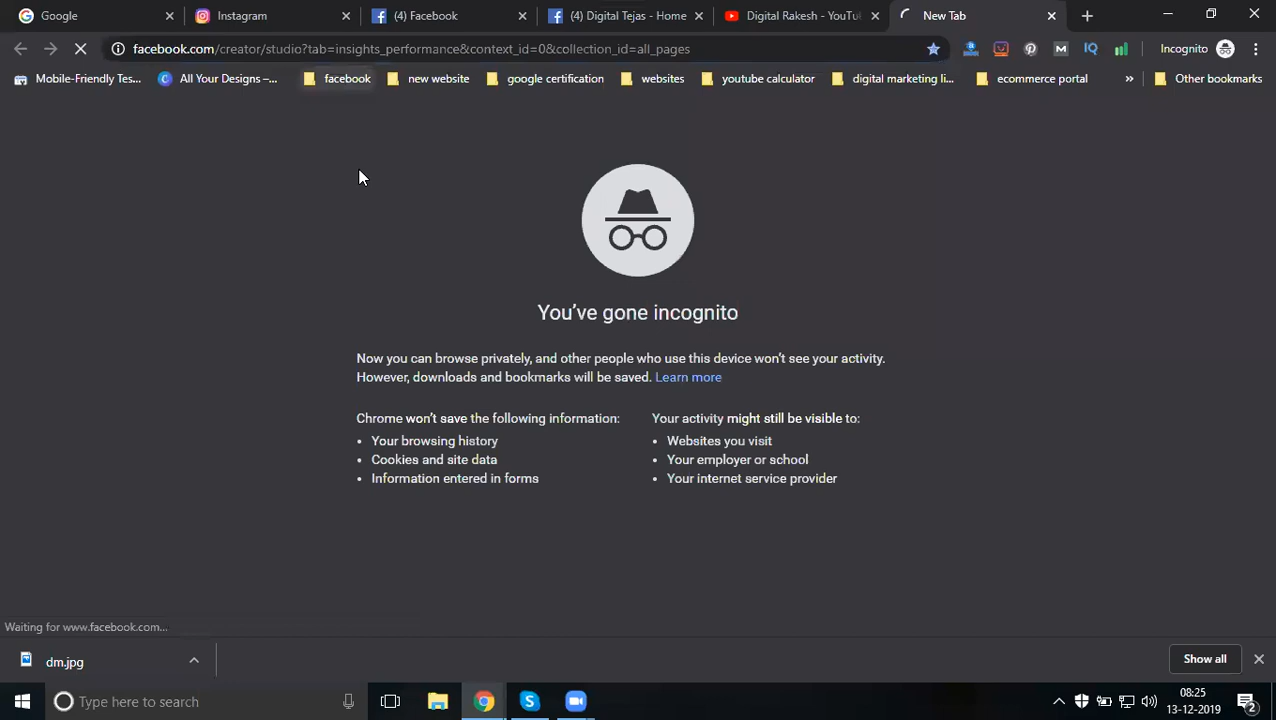 Google
Instagram
(4) Facebook
(4) Digital Tejas - Home
Digital Rakesh - YouTu
New Tab
facebook.com/creator/studio?tab=insights_performance&context_id=0&collection_id=all_pages
Incognito
Mobile-Friendly Tes...
All Your Designs –...
facebook
new website
google certification
websites
youtube calculator
digital marketing li...
ecommerce portal
»
Other bookmarks
You've gone incognito
Now you can browse privately, and other people who use this device won't see your activity.
However, downloads and bookmarks will be saved. Learn more
Chrome won't save the following information:
• Your browsing history
• Cookies and site data
• Information entered in forms
Your activity might still be visible to:
• Websites you visit
• Your employer or school
• Your internet service provider
Waiting for www.facebook.com...
dm.jpg
Show all
Type here to search
08:25
13-12-2019
2